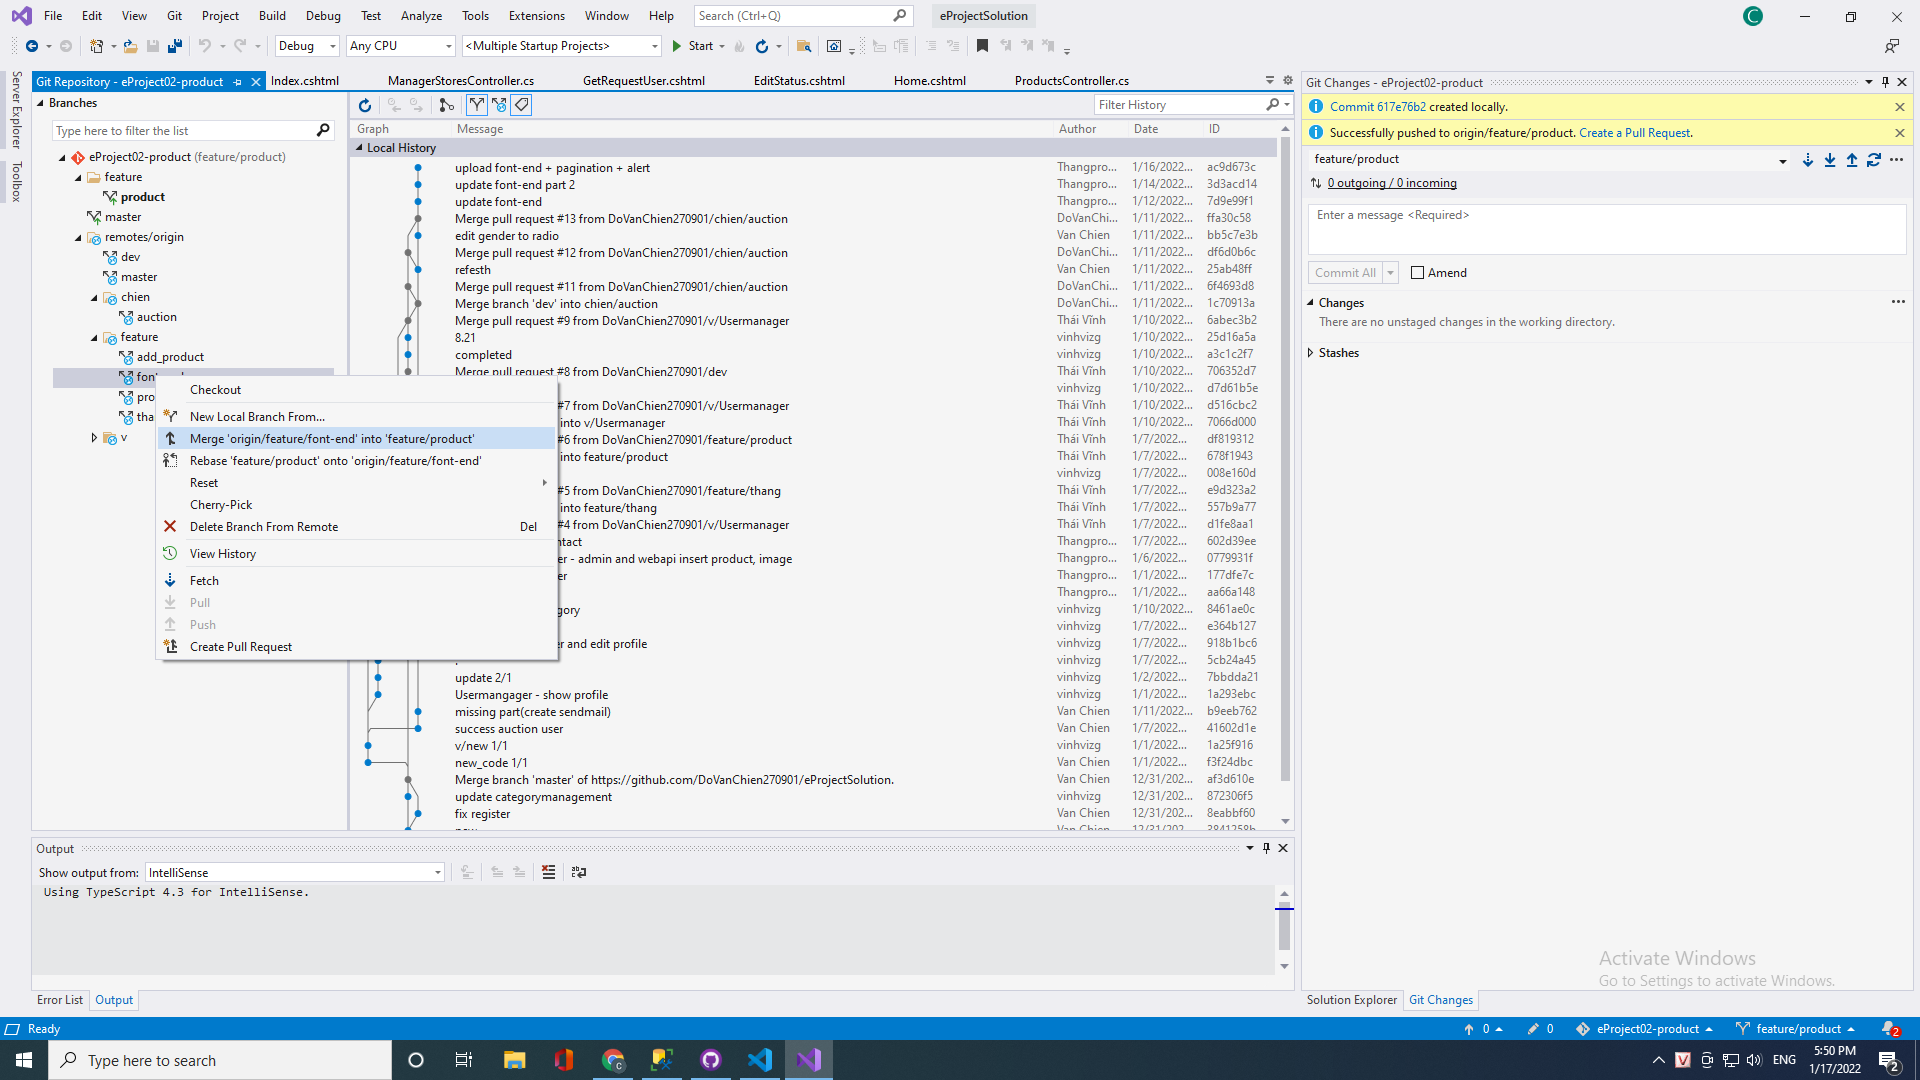 File Edit View Git Project Build Debug Test Analyze Tools Extensions Window Help Search (Ctrl+Q) eProjectSolution
C
Debug Any CPU <Multiple Startup Projects> Start
Server Explorer
Toolbox
Git Repository - eProject02-product Index.cshtml ManagerStoresController.cs GetRequestUser.cshtml EditStatus.cshtml Home.cshtml ProductsController.cs
Branches
Type here to filter the list
eProject02-product (feature/product)
feature
product
master
remotes/origin
dev
master
chien
auction
feature
add_product
font
pro
tha
v
Checkout
New Local Branch From...
Merge 'origin/feature/font-end' into 'feature/product'
Rebase 'feature/product' onto 'origin/feature/font-end'
Reset
Cherry-Pick
Delete Branch From Remote Del
View History
Fetch
Pull
Push
Create Pull Request
Filter History
Graph Message Author Date ID
Local History
upload font-end + pagination + alert Thangpro... 1/16/2022... ac9d673c
update font-end part 2 Thangpro... 1/14/2022... 3d3acd14
update font-end Thangpro... 1/12/2022... 7d9e99f1
Merge pull request #13 from DoVanChien270901/chien/auction DoVanChi... 1/11/2022... ffa30c58
edit gender to radio Van Chien 1/11/2022... bb5c7e3b
Merge pull request #12 from DoVanChien270901/chien/auction DoVanChi... 1/11/2022... df6d0b6c
refesth Van Chien 1/11/2022... 25ab48ff
Merge pull request #11 from DoVanChien270901/chien/auction DoVanChi... 1/11/2022... 6f4693d8
Merge branch 'dev' into chien/auction DoVanChi... 1/11/2022... 1c70913a
Merge pull request #9 from DoVanChien270901/v/Usermanager Thái Vĩnh 1/10/2022... 6abec3b2
8.21 vinhvizg 1/10/2022... 25d16a5a
completed vinhvizg 1/10/2022... a3c1c2f7
Merge pull request #8 from DoVanChien270901/dev Thái Vĩnh 1/10/2022... 706352d7
vinhvizg 1/10/2022... d7d61b5e
#7 from DoVanChien270901/v/Usermanager Thái Vĩnh 1/10/2022... d516cbc2
into v/Usermanager Thái Vĩnh 1/10/2022... 7066d000
#6 from DoVanChien270901/feature/product Thái Vĩnh 1/7/2022... df819312
into feature/product Thái Vĩnh 1/7/2022... 678f1943
vinhvizg 1/7/2022... 008e160d
#5 from DoVanChien270901/feature/thang Thái Vĩnh 1/7/2022... e9d323a2
into feature/thang Thái Vĩnh 1/7/2022... 557b9a77
#4 from DoVanChien270901/v/Usermanager Thái Vĩnh 1/7/2022... d1fe8aa1
ntact Thangpro... 1/7/2022... 602d39ee
er - admin and webapi insert product, image Thangpro... 1/6/2022... 0779931f
er Thangpro... 1/1/2022... 177dfe7c
Thangpro... 1/1/2022... aa66a148
gory vinhvizg 1/10/2022... 8461ae0c
vinhvizg 1/7/2022... e364b127
er and edit profile vinhvizg 1/7/2022... 918b1bc6
. vinhvizg 1/7/2022... 5cb24a45
update 2/1 vinhvizg 1/2/2022... 7bbdda21
Usermangager - show profile vinhvizg 1/1/2022... 1a293ebc
missing part(create sendmail) Van Chien 1/11/2022... b9eeb762
success auction user Van Chien 1/7/2022... 41602d1e
v/new 1/1 vinhvizg 1/1/2022... 1a25f916
new_code 1/1 Van Chien 1/1/2022... f3f24dbc
Merge branch 'master' of https://github.com/DoVanChien270901/eProjectSolution. Van Chien 12/31/202... af3d610e
update categorymanagement vinhvizg 12/31/202... 872306f5
fix register Van Chien 12/31/202... 8eabbf60
Van Chien 12/31/202... 3841258b
Output
Show output from: IntelliSense
Using TypeScript 4.3 for IntelliSense.
Error List Output
Git Changes - eProject02-product
Commit 617e76b2 created locally.
Successfully pushed to origin/feature/product. Create a Pull Request.
feature/product
0 outgoing / 0 incoming
Enter a message <Required>
Commit All Amend
Changes
There are no unstaged changes in the working directory.
Stashes
Activate Windows
Go to Settings to activate Windows.
Solution Explorer Git Changes
Ready 0 0 eProject02-product feature/product 2
Type here to search
ENG
5:50 PM
1/17/2022
2